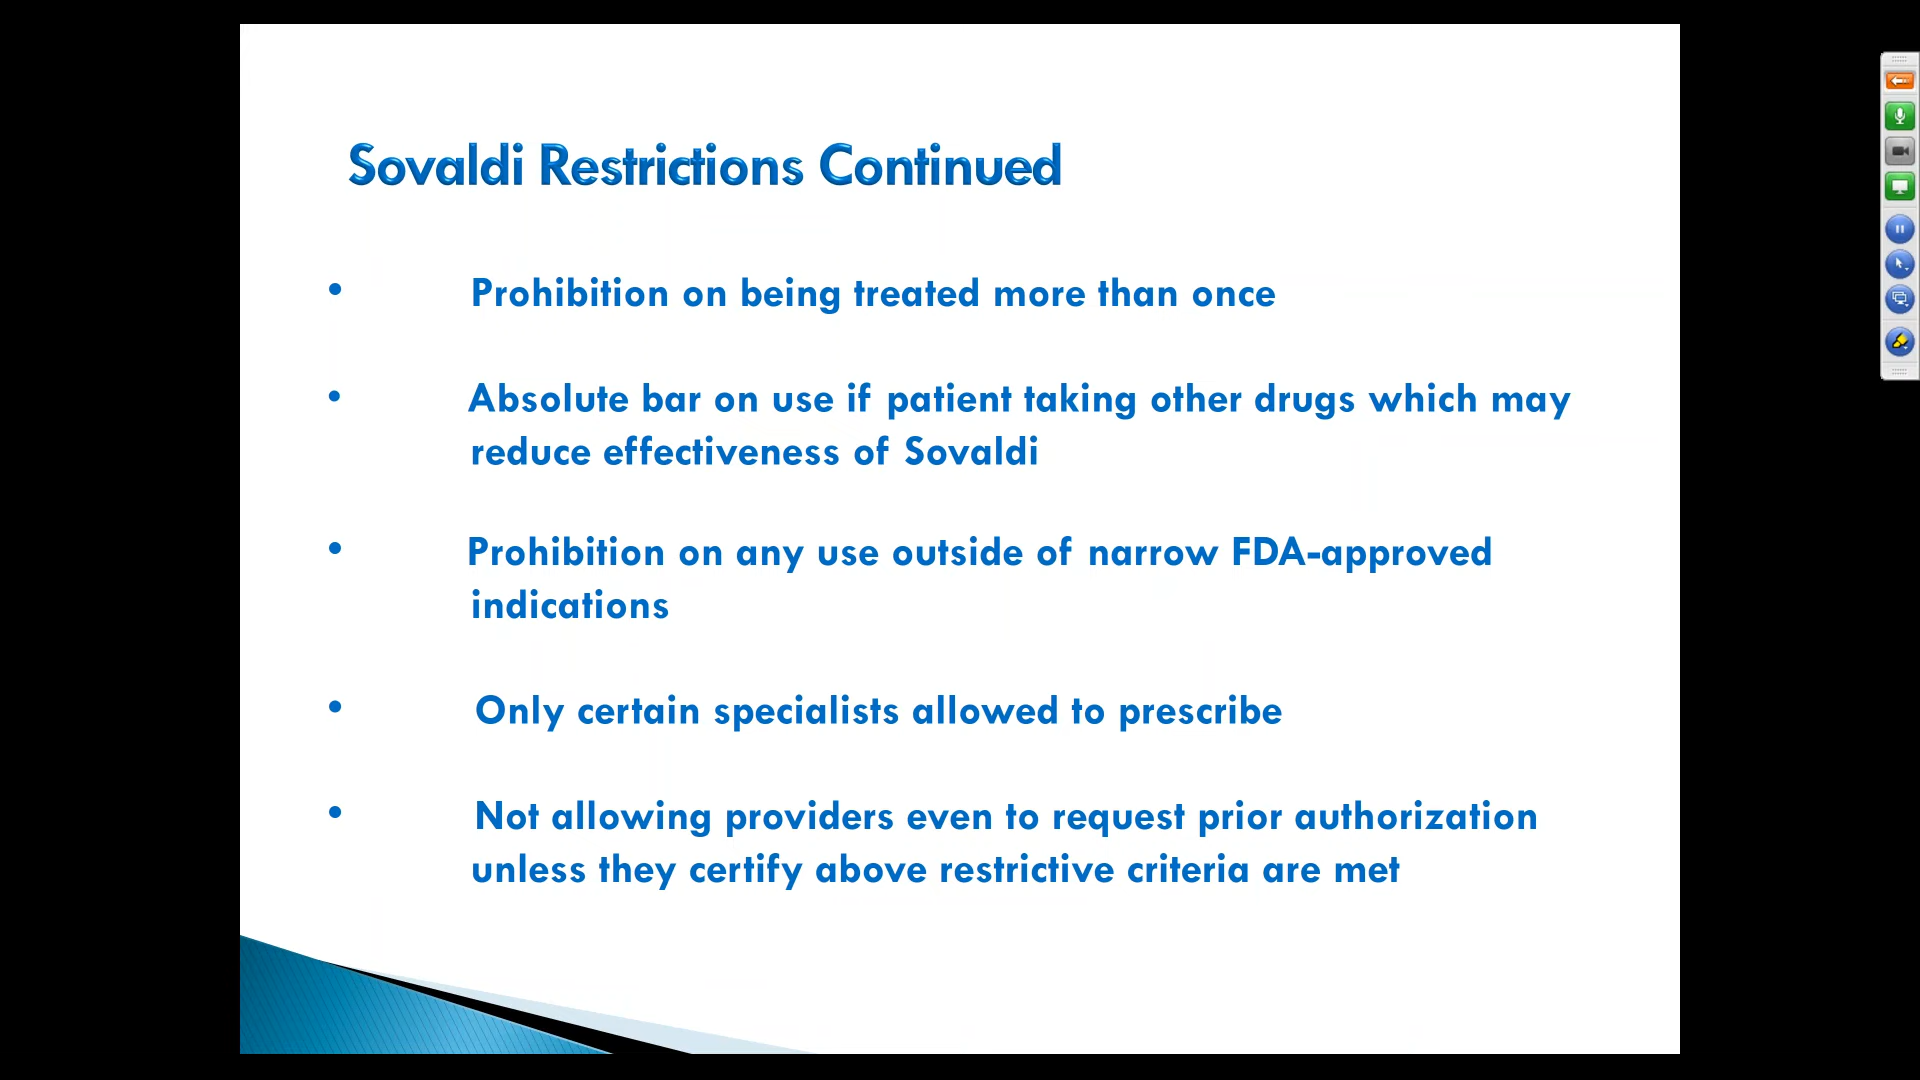 Sovaldi Restrictions Continued
• Prohibition on being treated more than once
• Absolute bar on use if patient taking other drugs which may
reduce effectiveness of Sovaldi
• Prohibition on any use outside of narrow FDA-approved
indications
• Only certain specialists allowed to prescribe
• Not allowing providers even to request prior authorization
unless they certify above restrictive criteria are met